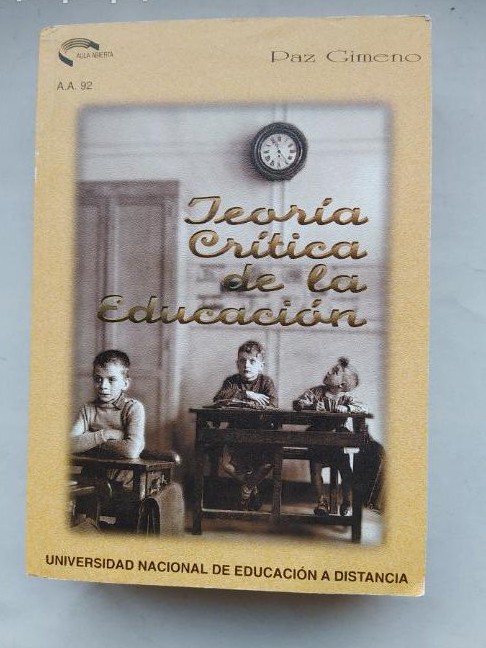 AULA ABIERTA
Paz Gimeno
A.A. 92
Teoría
Crítica
de la
Educación
UNIVERSIDAD NACIONAL DE EDUCACIÓN A DISTANCIA